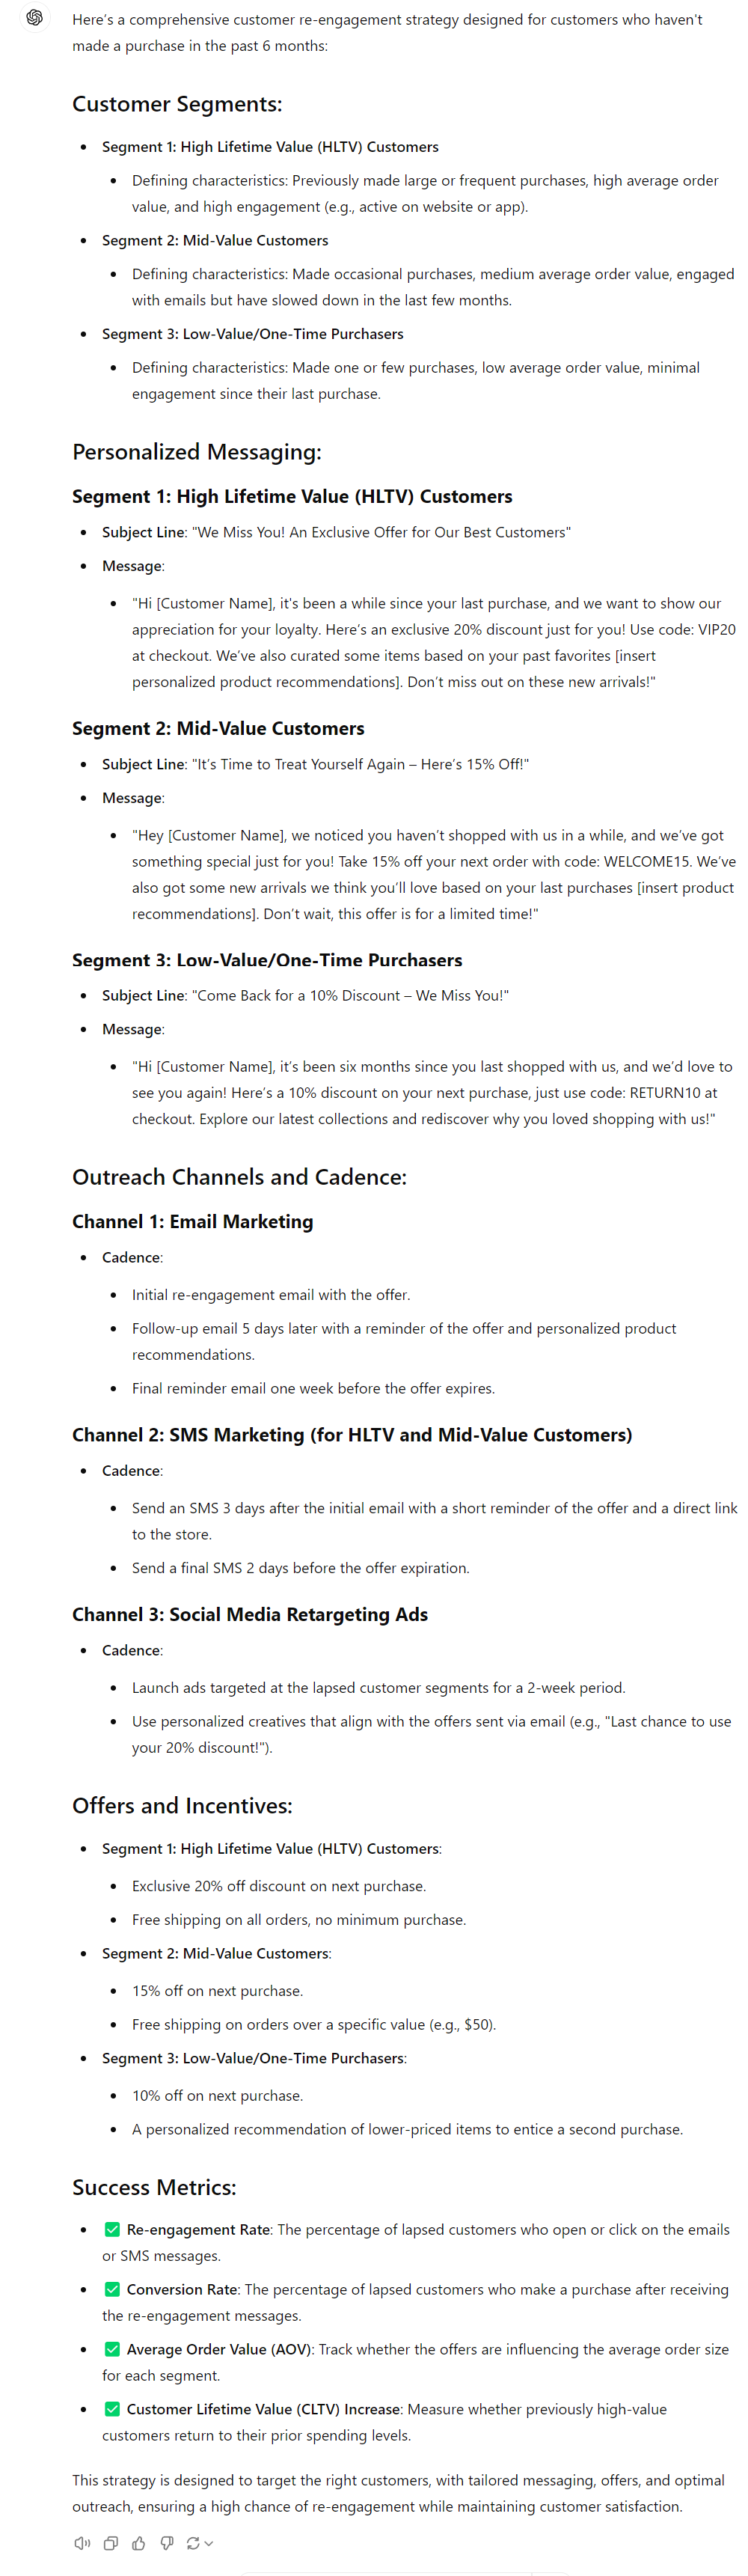 Here's a comprehensive customer re-engagement strategy designed for customers who haven't
made a purchase in the past 6 months:
Customer Segments:
Segment 1: High Lifetime Value (HLTV) Customers
Defining characteristics: Previously made large or frequent purchases, high average order
value, and high engagement (e.g., active on website or app).
Segment 2: Mid-Value Customers
Defining characteristics: Made occasional purchases, medium average order value, engaged
with emails but have slowed down in the last few months.
Segment 3: Low-Value/One-Time Purchasers
Defining characteristics: Made one or few purchases, low average order value, minimal
engagement since their last purchase.
Personalized Messaging:
Segment 1: High Lifetime Value (HLTV) Customers
Subject Line: "We Miss You! An Exclusive Offer for Our Best Customers"
Message:
"Hi [Customer Name], it's been a while since your last purchase, and we want to show our
appreciation for your loyalty. Here's an exclusive 20% discount just for you! Use code: VIP20
at checkout. We've also curated some items based on your past favorites [insert
personalized product recommendations]. Don't miss out on these new arrivals!"
Segment 2: Mid-Value Customers
Subject Line: "It's Time to Treat Yourself Again – Here's 15% Off!"
Message:
"Hey [Customer Name], we noticed you haven't shopped with us in a while, and we've got
something special just for you! Take 15% off your next order with code: WELCOME15. We've
also got some new arrivals we think you'll love based on your last purchases [insert product
recommendations]. Don't wait, this offer is for a limited time!"
Segment 3: Low-Value/One-Time Purchasers
Subject Line: "Come Back for a 10% Discount – We Miss You!"
Message:
"Hi [Customer Name], it's been six months since you last shopped with us, and we'd love to
see you again! Here's a 10% discount on your next purchase, just use code: RETURN10 at
checkout. Explore our latest collections and rediscover why you loved shopping with us!"
Outreach Channels and Cadence:
Channel 1: Email Marketing
Cadence:
Initial re-engagement email with the offer.
Follow-up email 5 days later with a reminder of the offer and personalized product
recommendations.
Final reminder email one week before the offer expires.
Channel 2: SMS Marketing (for HLTV and Mid-Value Customers)
Cadence:
Send an SMS 3 days after the initial email with a short reminder of the offer and a direct link
to the store.
Send a final SMS 2 days before the offer expiration.
Channel 3: Social Media Retargeting Ads
Cadence:
Launch ads targeted at the lapsed customer segments for a 2-week period.
Use personalized creatives that align with the offers sent via email (e.g., "Last chance to use
your 20% discount!").
Offers and Incentives:
Segment 1: High Lifetime Value (HLTV) Customers:
Exclusive 20% off discount on next purchase.
Free shipping on all orders, no minimum purchase.
Segment 2: Mid-Value Customers:
15% off on next purchase.
Free shipping on orders over a specific value (e.g., $50).
Segment 3: Low-Value/One-Time Purchasers:
10% off on next purchase.
A personalized recommendation of lower-priced items to entice a second purchase.
Success Metrics:
✅ Re-engagement Rate: The percentage of lapsed customers who open or click on the emails
or SMS messages.
✅ Conversion Rate: The percentage of lapsed customers who make a purchase after receiving
the re-engagement messages.
✅ Average Order Value (AOV): Track whether the offers are influencing the average order size
for each segment.
✅ Customer Lifetime Value (CLTV) Increase: Measure whether previously high-value
customers return to their prior spending levels.
This strategy is designed to target the right customers, with tailored messaging, offers, and optimal
outreach, ensuring a high chance of re-engagement while maintaining customer satisfaction.